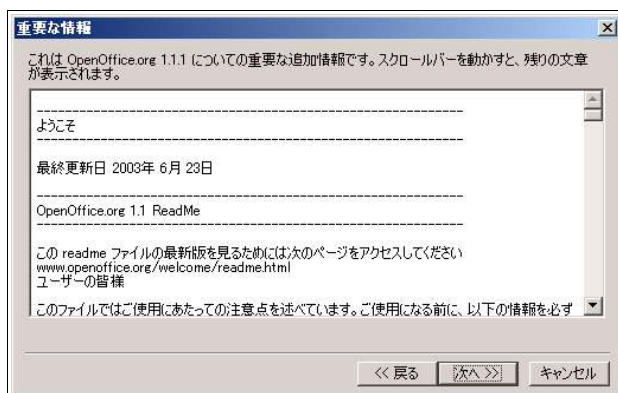 重要な情報
これは OpenOffice.org 1.1.1 についての重要な追加情報です。スクロールバーを動かすと、残りの文章
が表示されます。
------------------------------------------------------------
ようこそ
------------------------------------------------------------
最終更新日 2003年 6月 23日
------------------------------------------------------------
OpenOffice.org 1.1 ReadMe
------------------------------------------------------------
この readme ファイルの最新版を見るためには次のページをアクセスしてください
www.openoffice.org/welcome/readme.html
ユーザーの皆様
このファイルではご使用にあたっての注意点を述べています。ご使用になる前に、以下の情報を必ず
<< 戻る 次へ >> キャンセル